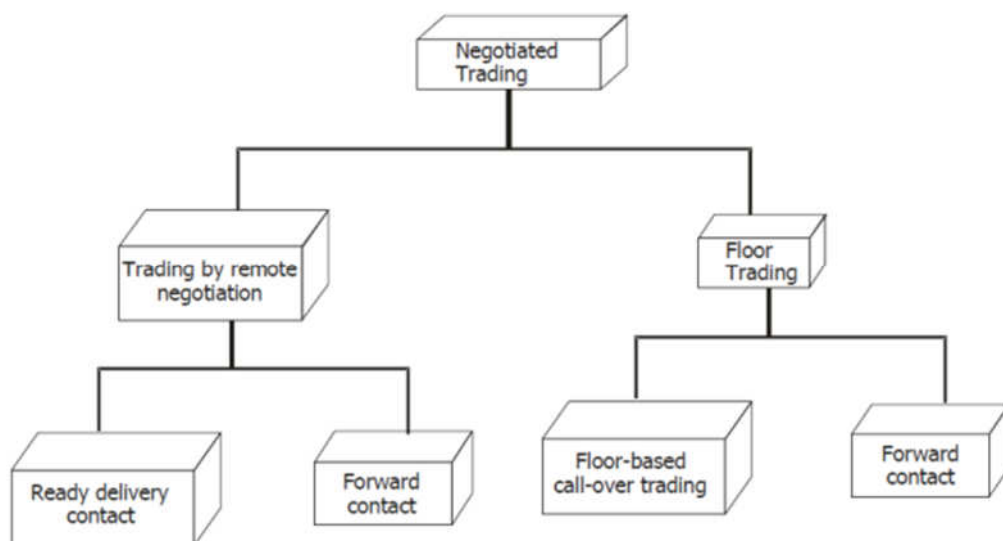 Negotiated
Trading
Trading by remote
negotiation
Floor
Trading
Ready delivery
contact
Forward
contact
Floor-based
call-over trading
Forward
contact